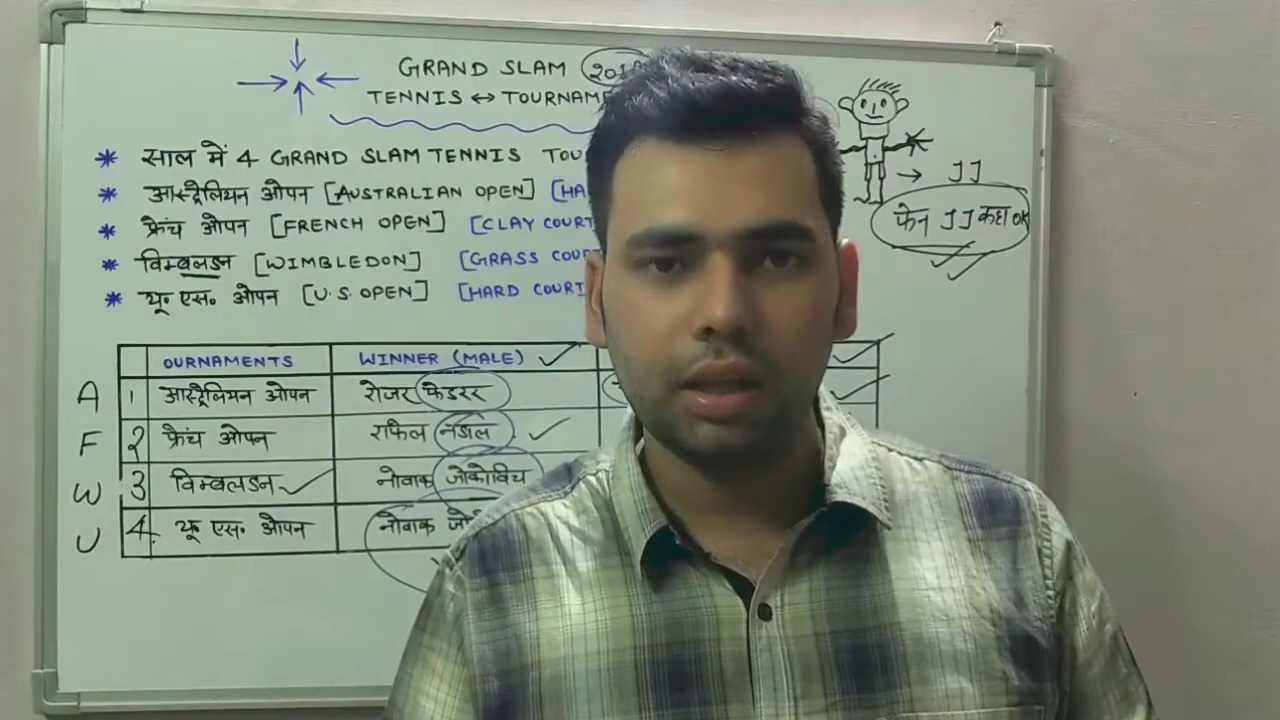 GRAND SLAM
TENNIS ↔ TOURNAME
* साल में 4 GRAND SLAM TENNIS TOU
* आस्ट्रेलियन ओपन [AUSTRALIAN OPEN] [HA
* फ्रेंच ओपन [FRENCH OPEN] [CLAY COURT
* विम्बलडन [WIMBLEDON] [GRASS COU
* यू॰ एस॰ ओपन [U.S. OPEN] [HARD COURT
→ JJ
फेन JJ कहा OK
OURNAMENTS WINNER (MALE)
A 1 आस्ट्रेलियन ओपन रोजर फेडरर
F 2 फ्रेंच ओपन राफेल नडाल
W 3 विम्बलडन नोवाक जोकोविच
U 4. यू एस॰ ओपन नोवाक